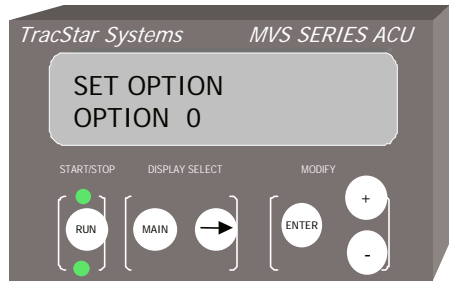 TracStar Systems
MVS SERIES ACU
SET OPTION
OPTION 0
START/STOP
DISPLAY SELECT
MODIFY
RUN
MAIN
ENTER
+
-